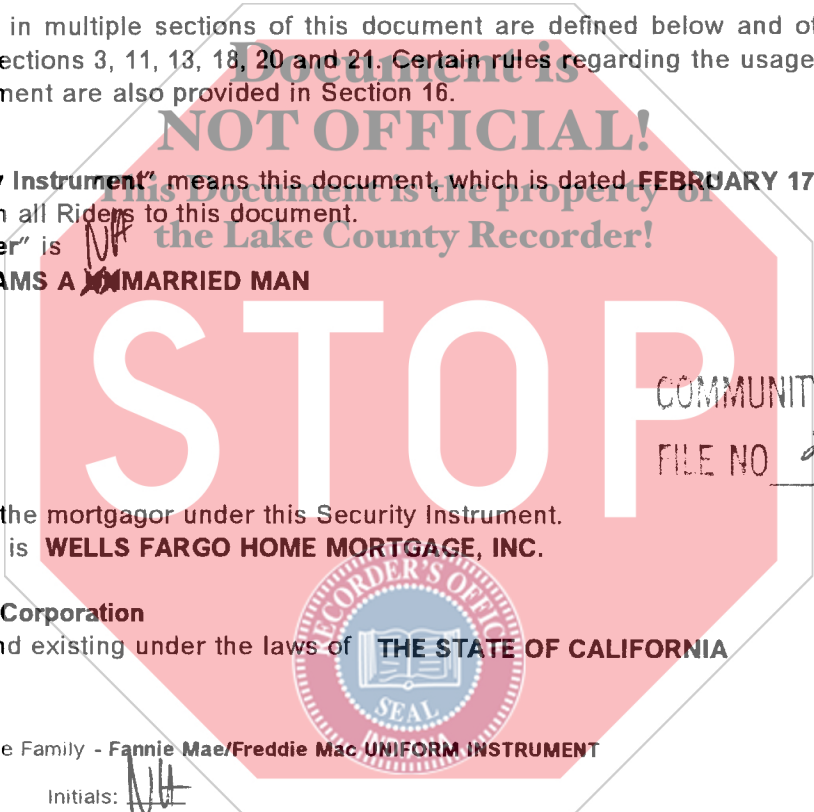 in multiple sections of this document are defined below and ot
ections 3, 11, 13, 18, 20 and 21. Certain rules regarding the usage
ment are also provided in Section 16.
Document is
NOT OFFICIAL!
This Document is the property of
the Lake County Recorder!
y Instrument" means this document, which is dated FEBRUARY 17
n all Riders to this document.
er" is NH
AMS A MARRIED MAN
STOP
COMMUNITY
FILE NO
the mortgagor under this Security Instrument.
is WELLS FARGO HOME MORTGAGE, INC.
Corporation
nd existing under the laws of THE STATE OF CALIFORNIA
RECORDER'S OFFICE
SEAL
INDIANA
e Family - Fannie Mae/Freddie Mac UNIFORM INSTRUMENT
Initials: NH